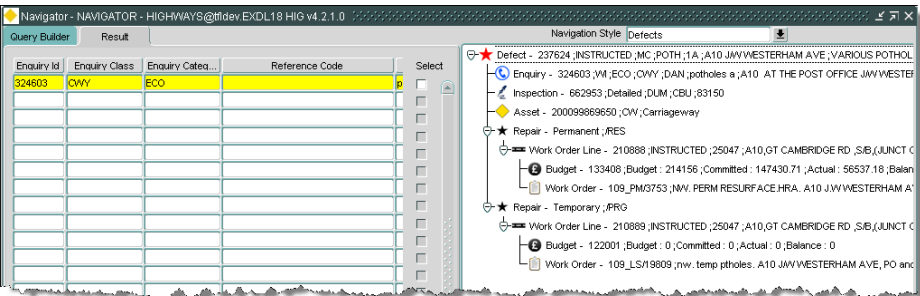 Navigator - NAVIGATOR - HIGHWAYS@tfldev.EXDL18 HIG v4.2.1.0
Query Builder Result
Navigation Style Defects
Enquiry Id Enquiry Class Enquiry Categ... Reference Code Select
324603 CWY ECO p
Defect - 237624 ;INSTRUCTED ;MC ;POTH ;1A ;A10 J/W WESTERHAM AVE ;VARIOUS POTHOL
Enquiry - 324603 ;WI ;ECO ;CWY ;DAN ;potholes a ;A10 AT THE POST OFFICE J/W WESTE
Inspection - 662953 ;Detailed ;DUM ;CBU ;83150
Asset - 200099869650 ;CW ;Carriageway
Repair - Permanent ;/RES
Work Order Line - 210888 ;INSTRUCTED ;25047 ;A10,GT CAMBRIDGE RD ,S/B,(JUNCT
Budget - 133408 ;Budget : 214156 ;Committed : 147430.71 ;Actual : 56537.18 ;Balan
Work Order - 109_PM/3753 ;NW. PERM RESURFACE.HRA. A10 J.W WESTERHAM A
Repair - Temporary ;/PRG
Work Order Line - 210889 ;INSTRUCTED ;25047 ;A10,GT CAMBRIDGE RD ,S/B,(JUNCT
Budget - 122001 ;Budget : 0 ;Committed : 0 ;Actual : 0 ;Balance : 0
Work Order - 109_LS/19809 ;nw. temp ptholes. A10 J/W WESTERHAM AVE, PO and